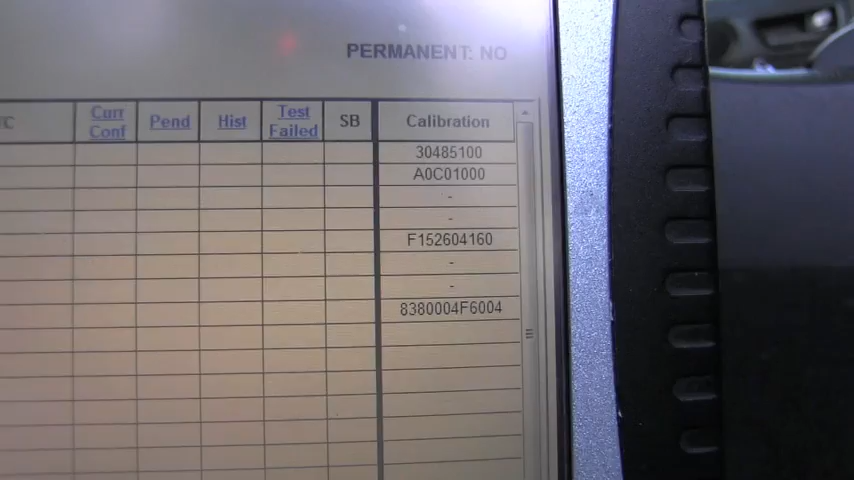 PERMANENT: NO
Curr Conf Pend Hist Test Failed SB Calibration
30485100
A0C01000
-
-
F152604160
-
-
8380004F6004